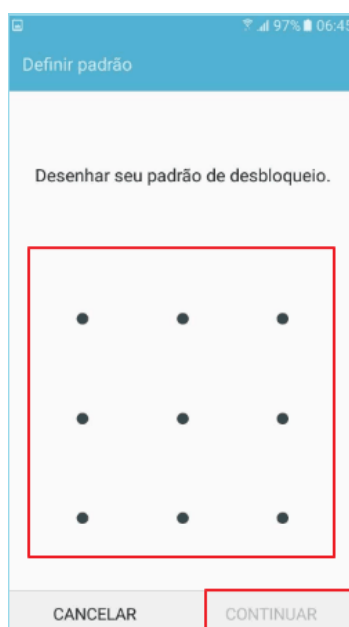 97% 06:45
Definir padrão
Desenhar seu padrão de desbloqueio.
CANCELAR CONTINUAR